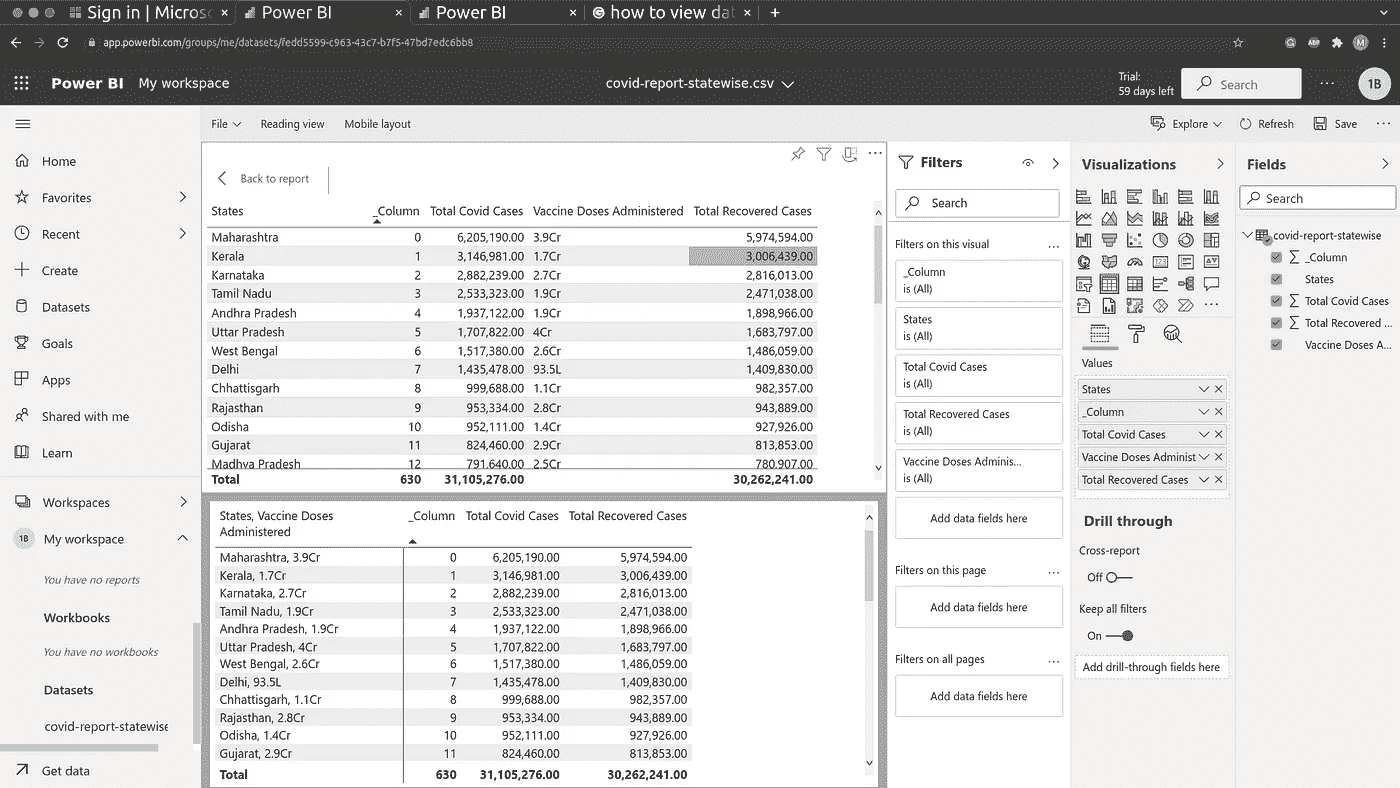 Sign in | Micros
Power BI
Power BI
how to view dat
app.powerbi.com/groups/me/datasets/fedd5599-c963-43c7-b7f5-47bd7edc6bb8
Power BI My workspace
covid-report-statewise.csv
Trial:
59 days left
Search
1B
File Reading view Mobile layout
Explore Refresh Save
Home
Favorites
Recent
Create
Datasets
Goals
Apps
Shared with me
Learn
Workspaces
1B My workspace
You have no reports
Workbooks
You have no workbooks
Datasets
covid-report-statewise
Get data
Back to report
States _Column Total Covid Cases Vaccine Doses Administered Total Recovered Cases
Maharashtra 0 6,205,190.00 3.9Cr 5,974,594.00
Kerala 1 3,146,981.00 1.7Cr 3,006,439.00
Karnataka 2 2,882,239.00 2.7Cr 2,816,013.00
Tamil Nadu 3 2,533,323.00 1.9Cr 2,471,038.00
Andhra Pradesh 4 1,937,122.00 1.9Cr 1,898,966.00
Uttar Pradesh 5 1,707,822.00 4Cr 1,683,797.00
West Bengal 6 1,517,380.00 2.6Cr 1,486,059.00
Delhi 7 1,435,478.00 93.5L 1,409,830.00
Chhattisgarh 8 999,688.00 1.1Cr 982,357.00
Rajasthan 9 953,334.00 2.8Cr 943,889.00
Odisha 10 952,111.00 1.4Cr 927,926.00
Gujarat 11 824,460.00 2.9Cr 813,853.00
Madhya Pradesh 12 791,640.00 2.5Cr 780,907.00
Total 630 31,105,276.00 30,262,241.00
States, Vaccine Doses
Administered
_Column Total Covid Cases Total Recovered Cases
Maharashtra, 3.9Cr 0 6,205,190.00 5,974,594.00
Kerala, 1.7Cr 1 3,146,981.00 3,006,439.00
Karnataka, 2.7Cr 2 2,882,239.00 2,816,013.00
Tamil Nadu, 1.9Cr 3 2,533,323.00 2,471,038.00
Andhra Pradesh, 1.9Cr 4 1,937,122.00 1,898,966.00
Uttar Pradesh, 4Cr 5 1,707,822.00 1,683,797.00
West Bengal, 2.6Cr 6 1,517,380.00 1,486,059.00
Delhi, 93.5L 7 1,435,478.00 1,409,830.00
Chhattisgarh, 1.1Cr 8 999,688.00 982,357.00
Rajasthan, 2.8Cr 9 953,334.00 943,889.00
Odisha, 1.4Cr 10 952,111.00 927,926.00
Gujarat, 2.9Cr 11 824,460.00 813,853.00
Total 630 31,105,276.00 30,262,241.00
Filters
Search
Filters on this visual
_Column
is (All)
States
is (All)
Total Covid Cases
is (All)
Total Recovered Cases
is (All)
Vaccine Doses Adminis...
is (All)
Add data fields here
Filters on this page
Add data fields here
Filters on all pages
Add data fields here
Visualizations
Values
States
_Column
Total Covid Cases
Vaccine Doses Administ
Total Recovered Cases
Drill through
Cross-report
Off
Keep all filters
On
Add drill-through fields here
Fields
Search
covid-report-statewise
_Column
States
Total Covid Cases
Total Recovered ...
Vaccine Doses A...